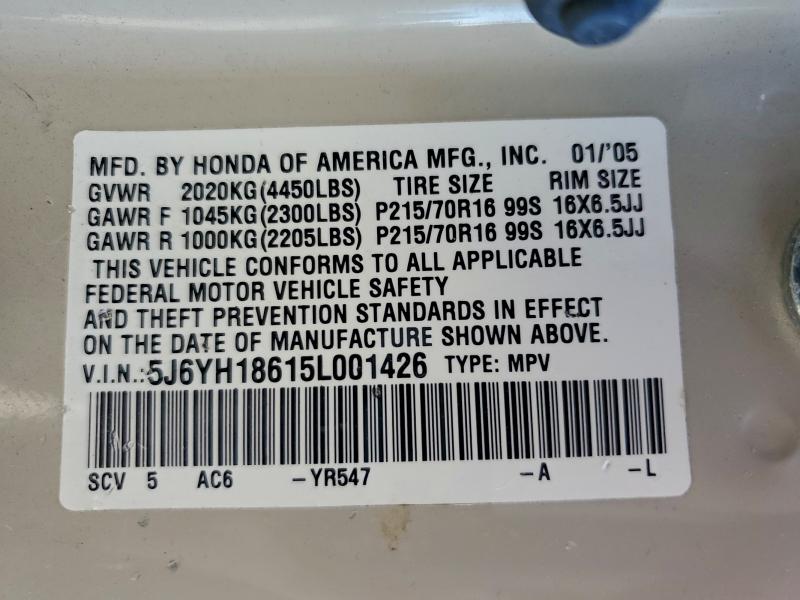 MFD. BY HONDA OF AMERICA MFG., INC. 01/'05
GVWR 2020KG(4450LBS) TIRE SIZE RIM SIZE
GAWR F 1045KG(2300LBS) P215/70R16 99S 16X6.5JJ
GAWR R 1000KG(2205LBS) P215/70R16 99S 16X6.5JJ
THIS VEHICLE CONFORMS TO ALL APPLICABLE
FEDERAL MOTOR VEHICLE SAFETY
AND THEFT PREVENTION STANDARDS IN EFFECT
ON THE DATE OF MANUFACTURE SHOWN ABOVE.
V.I.N.:5J6YH18615L001426 TYPE: MPV
SCV 5 AC6 -YR547 -A -L